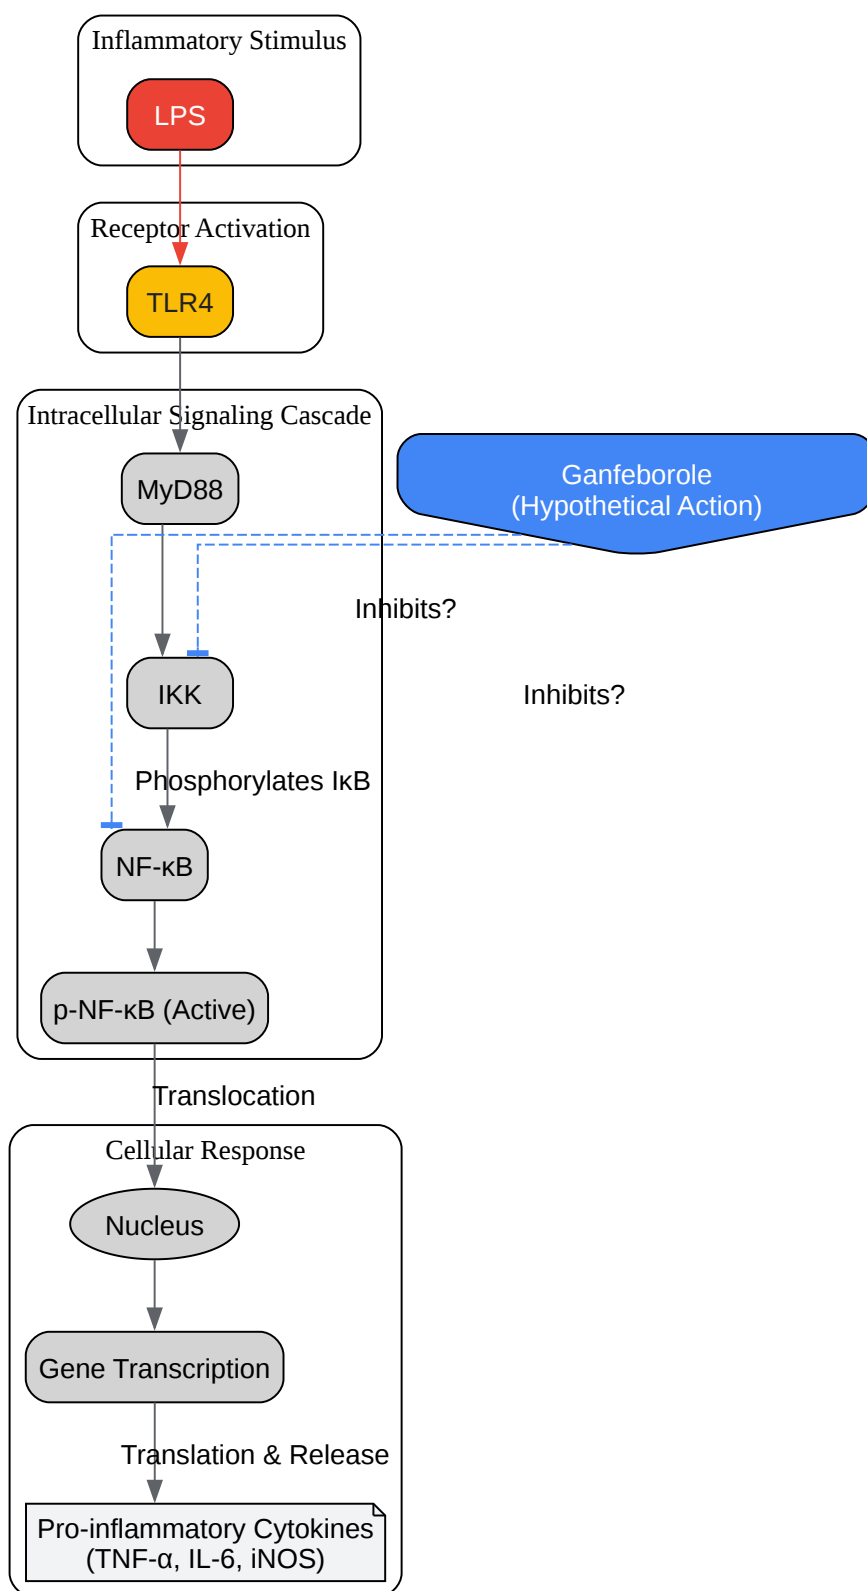 Inflammatory Stimulus
LPS
Receptor Activation
TLR4
Intracellular Signaling Cascade
MyD88
Ganfeborole
(Hypothetical Action)
Inhibits?
IKK
Inhibits?
Phosphorylates IκB
NF-κB
p-NF-κB (Active)
Translocation
Cellular Response
Nucleus
Gene Transcription
Translation & Release
Pro-inflammatory Cytokines
(TNF-α, IL-6, iNOS)